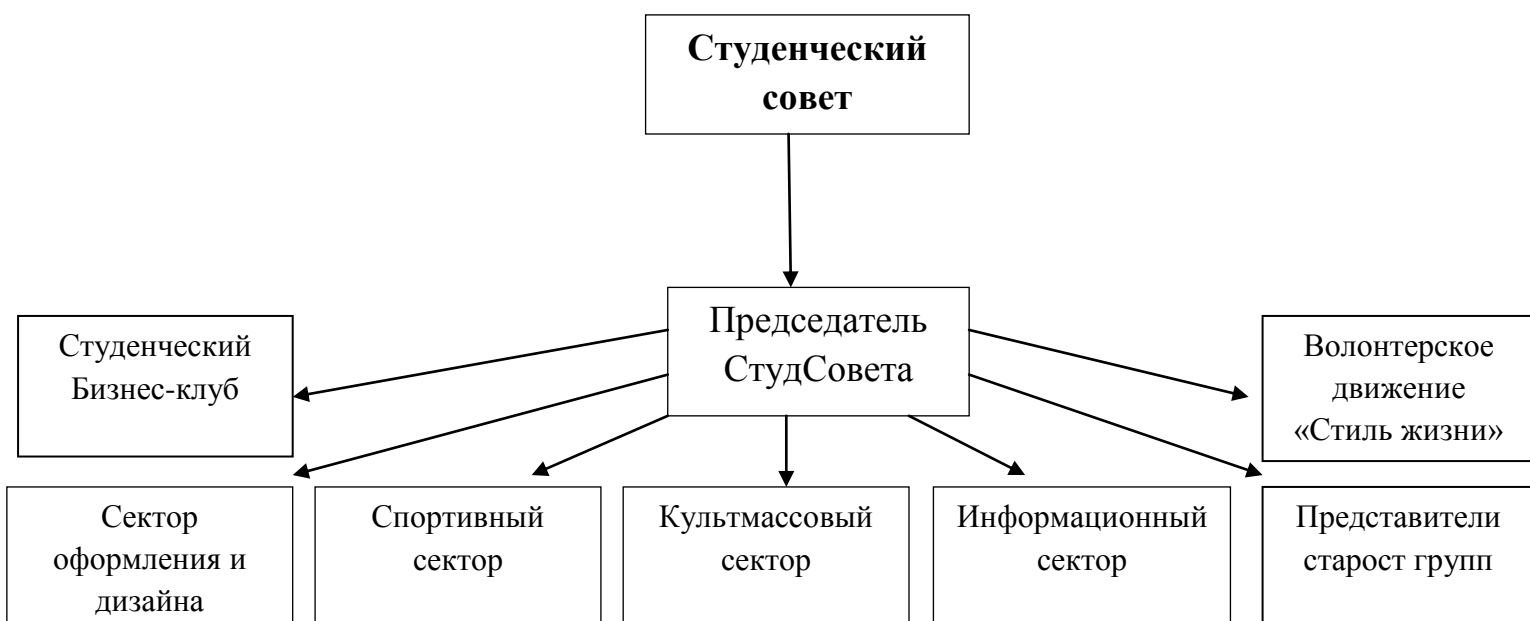 Студенческий
совет
Председатель
СтудСовета
Студенческий
Бизнес-клуб
Волонтерское
движение
«Стиль жизни»
Сектор
оформления и
дизайна
Спортивный
сектор
Культмассовый
сектор
Информационный
сектор
Представители
старост групп